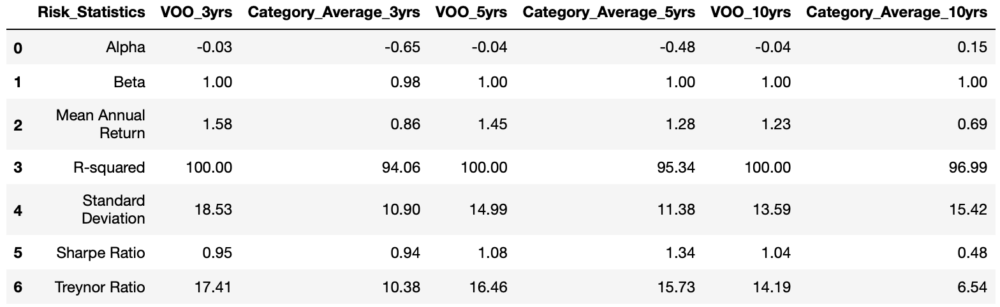 Risk_Statistics VOO_3yrs Category_Average_3yrs VOO_5yrs Category_Average_5yrs VOO_10yrs Category_Average_10yrs
0 Alpha -0.03 -0.65 -0.04 -0.48 -0.04 0.15
1 Beta 1.00 0.98 1.00 1.00 1.00 1.00
2 Mean Annual Return 1.58 0.86 1.45 1.28 1.23 0.69
3 R-squared 100.00 94.06 100.00 95.34 100.00 96.99
4 Standard Deviation 18.53 10.90 14.99 11.38 13.59 15.42
5 Sharpe Ratio 0.95 0.94 1.08 1.34 1.04 0.48
6 Treynor Ratio 17.41 10.38 16.46 15.73 14.19 6.54